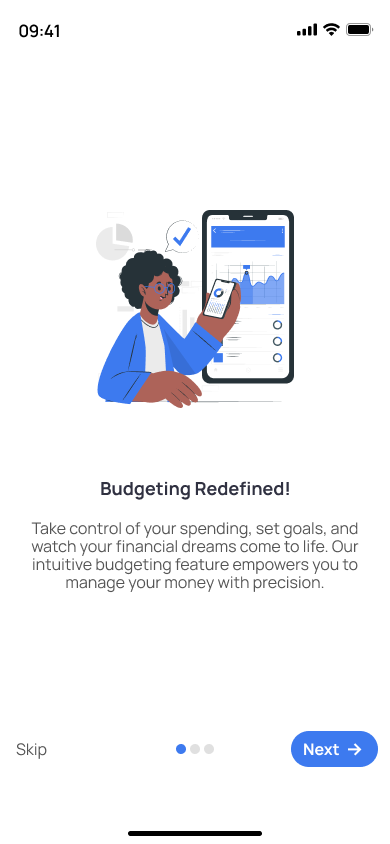 09:41
Budgeting Redefined!
Take control of your spending, set goals, and
watch your financial dreams come to life. Our
intuitive budgeting feature empowers you to
manage your money with precision.
Skip
Next